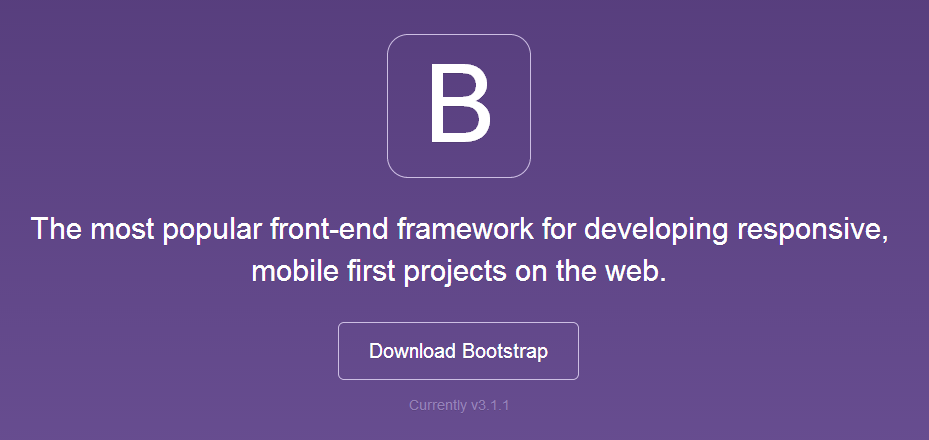 B
The most popular front-end framework for developing responsive,
mobile first projects on the web.
Download Bootstrap
Currently v3.1.1